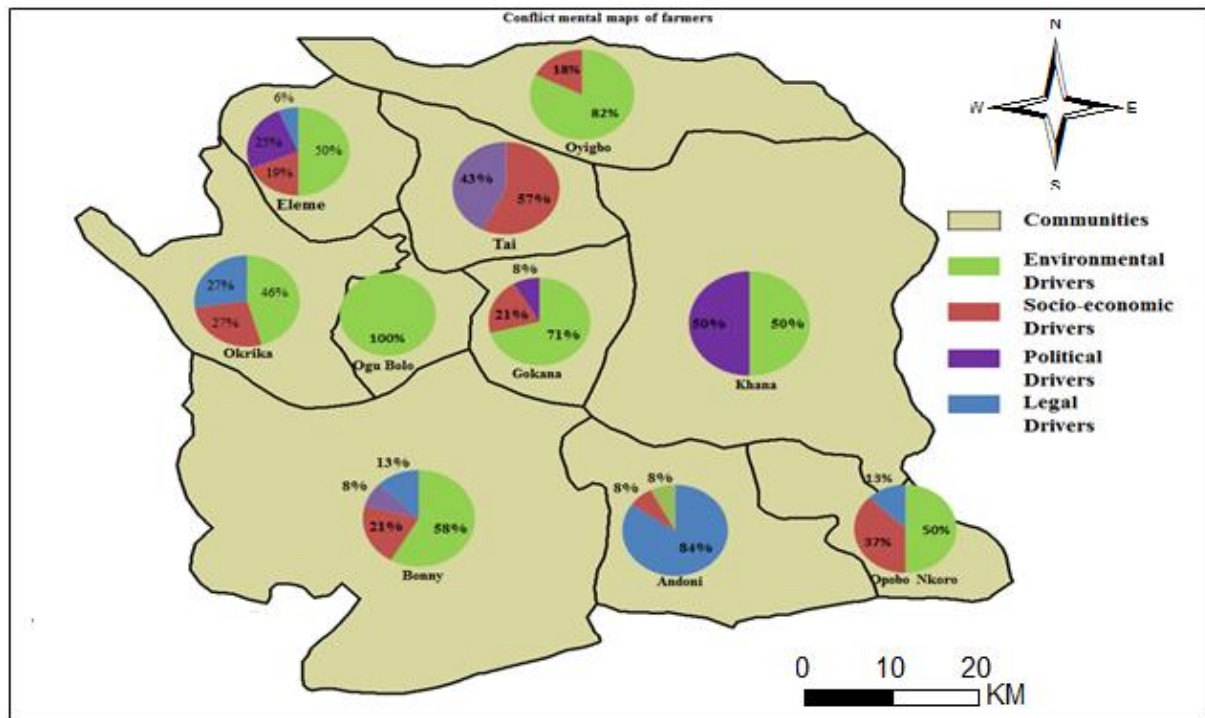 Conflict mental maps of farmers
N
W
E
S
18%
82%
Oyigbo
6%
25%
50%
19%
Eleme
43%
57%
Tai
Communities
Environmental
Drivers
Socio-economic
Drivers
Political
Drivers
Legal
Drivers
27%
46%
27%
Okrika
100%
Ogu Bolo
8%
21%
71%
Gokana
50%
50%
Khana
13%
8%
21%
58%
Bonny
8%
8%
84%
Andoni
13%
37%
50%
Opobo Nkoro
0 10 20
KM